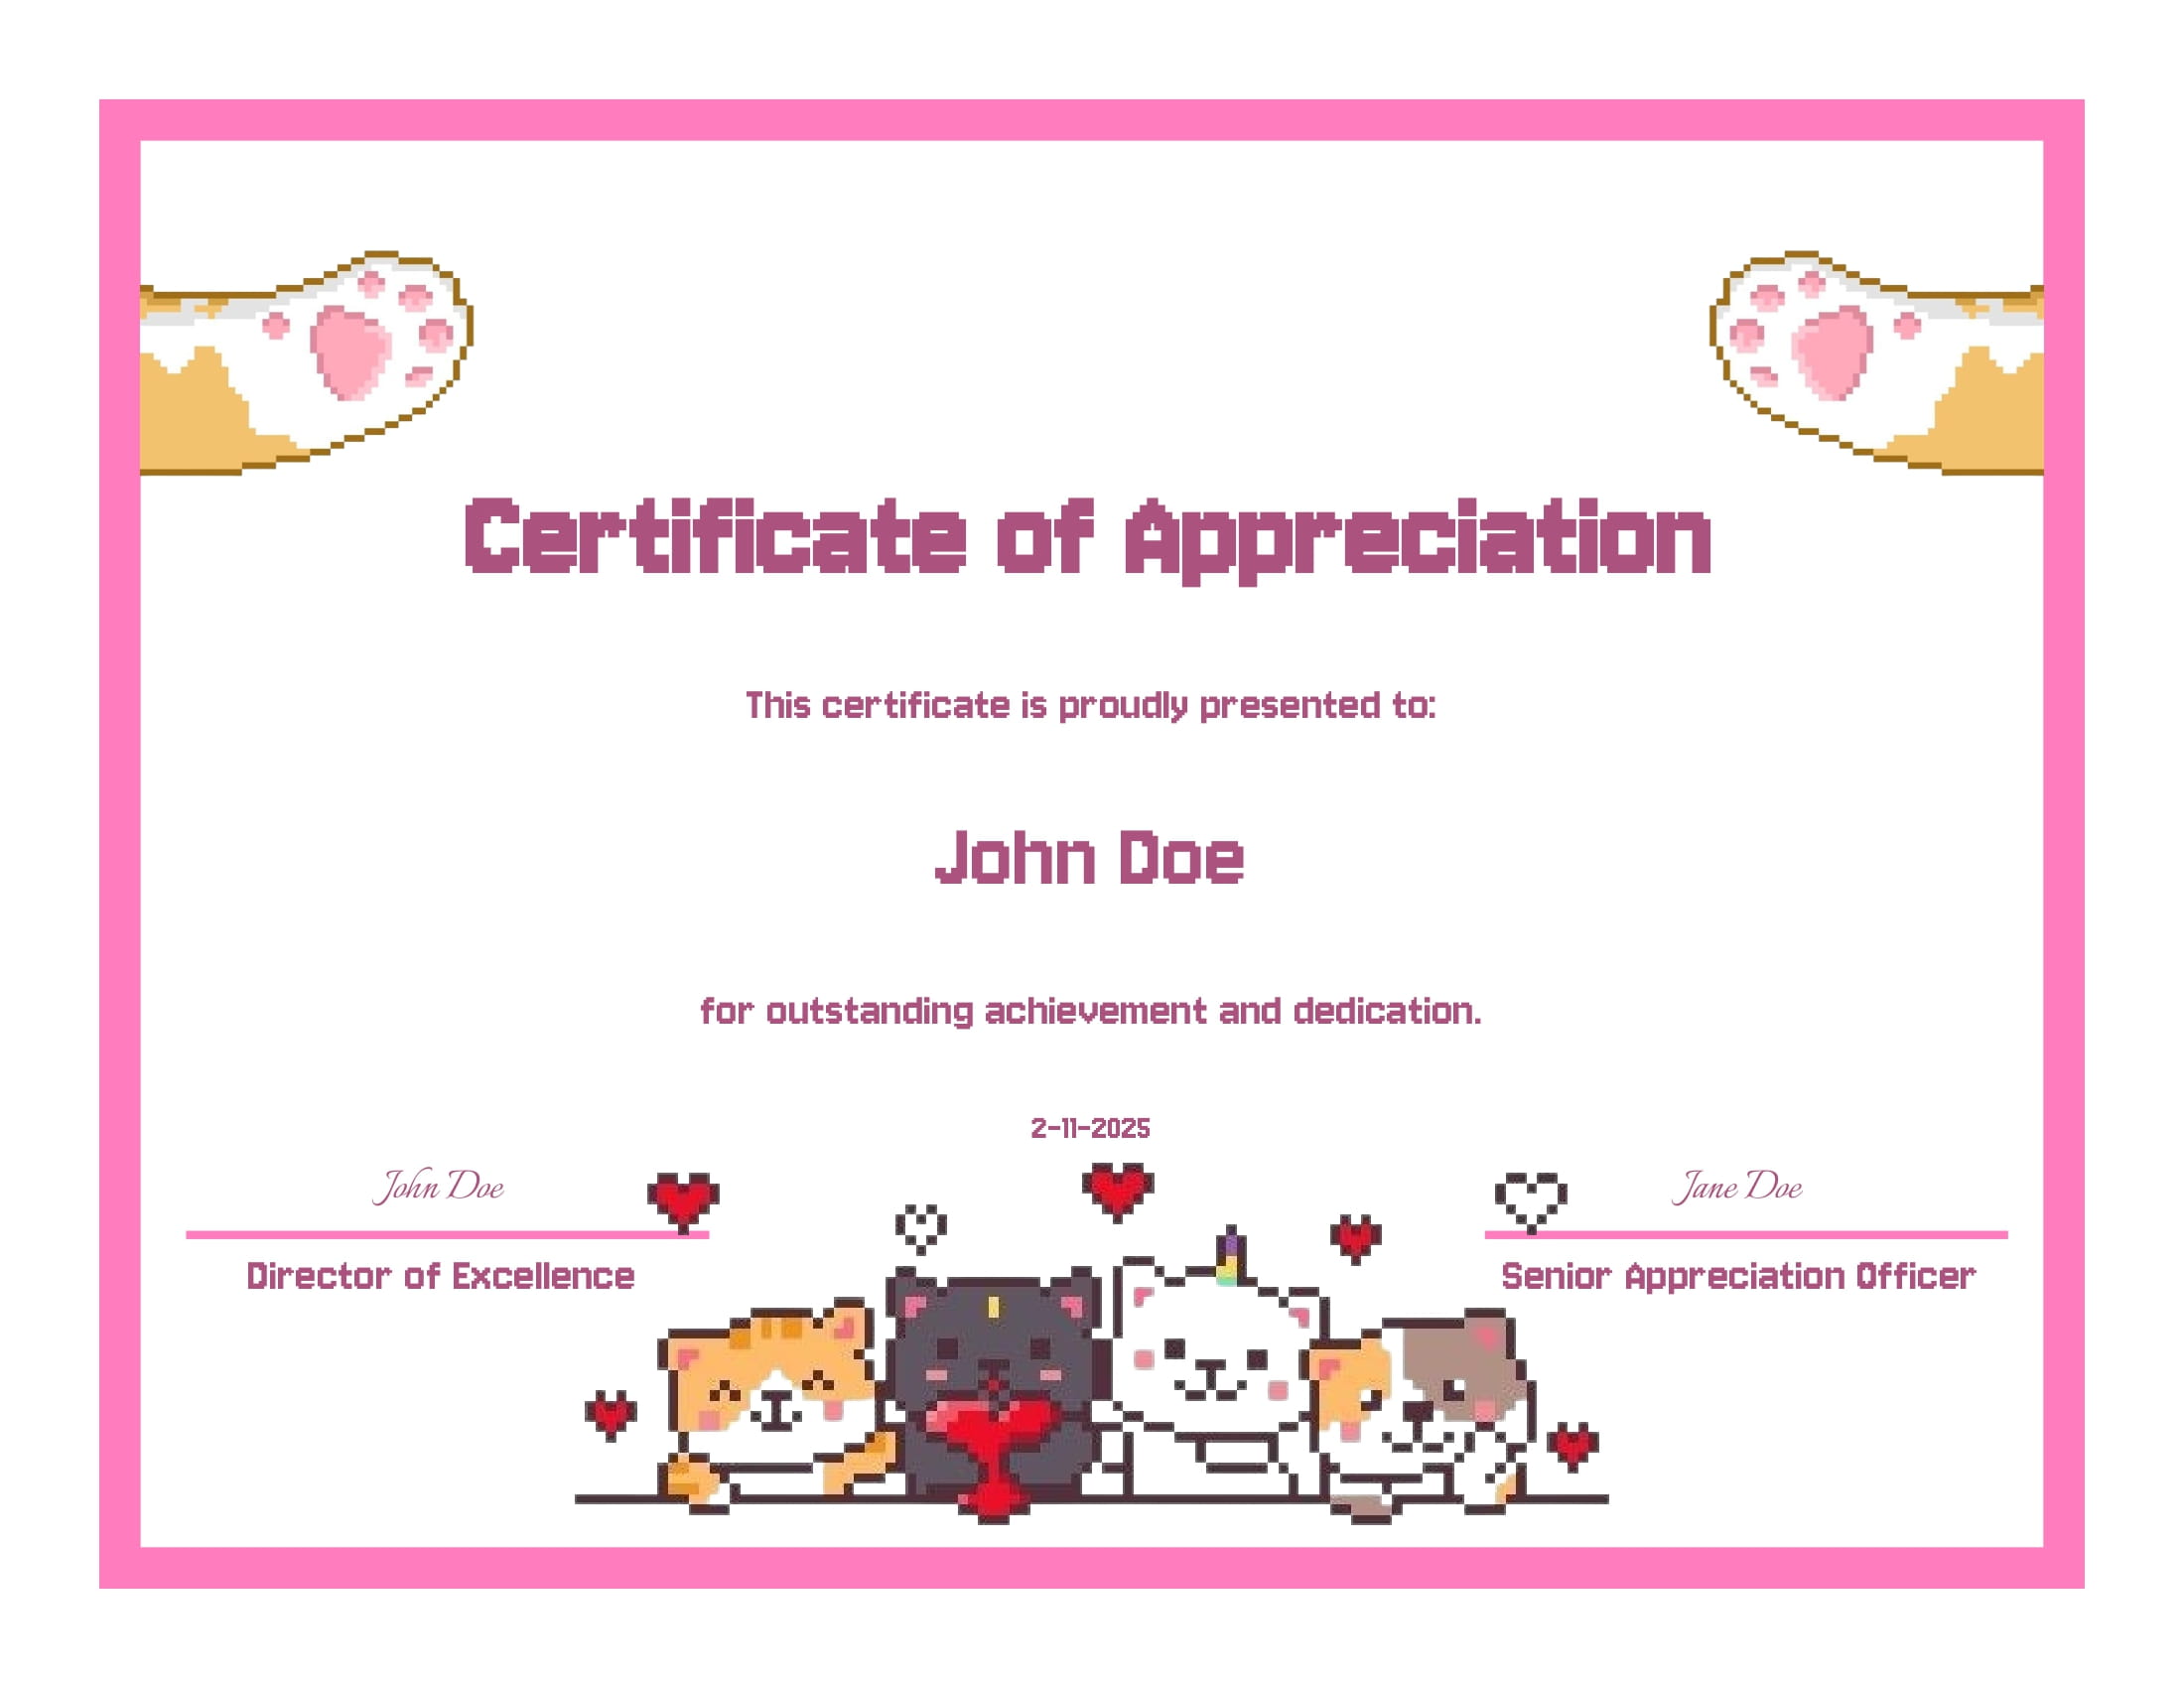 Certificate of Appreciation
This certificate is proudly presented to:
John Doe
for outstanding achievement and dedication.
2-11-2025
John Doe
Director of Excellence
Jane Doe
Senior Appreciation Officer